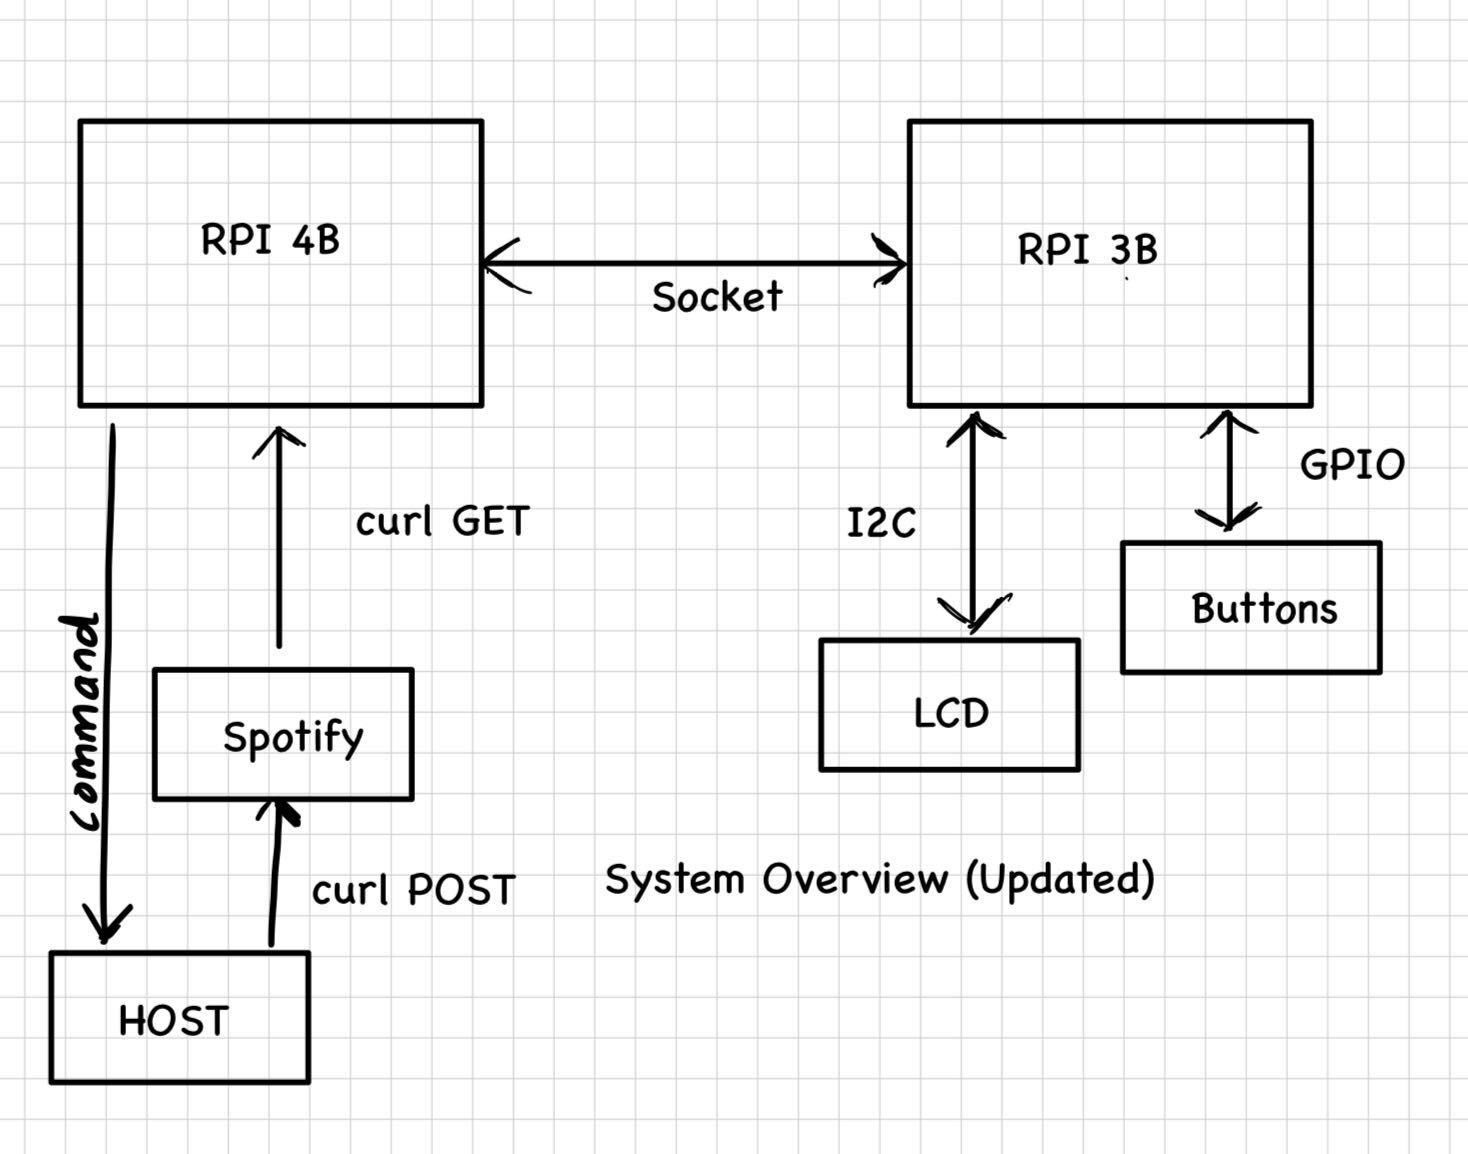 RPI 4B
RPI 3B
Socket
curl GET
I2C
GPIO
Buttons
command
Spotify
LCD
curl POST
System Overview (Updated)
HOST